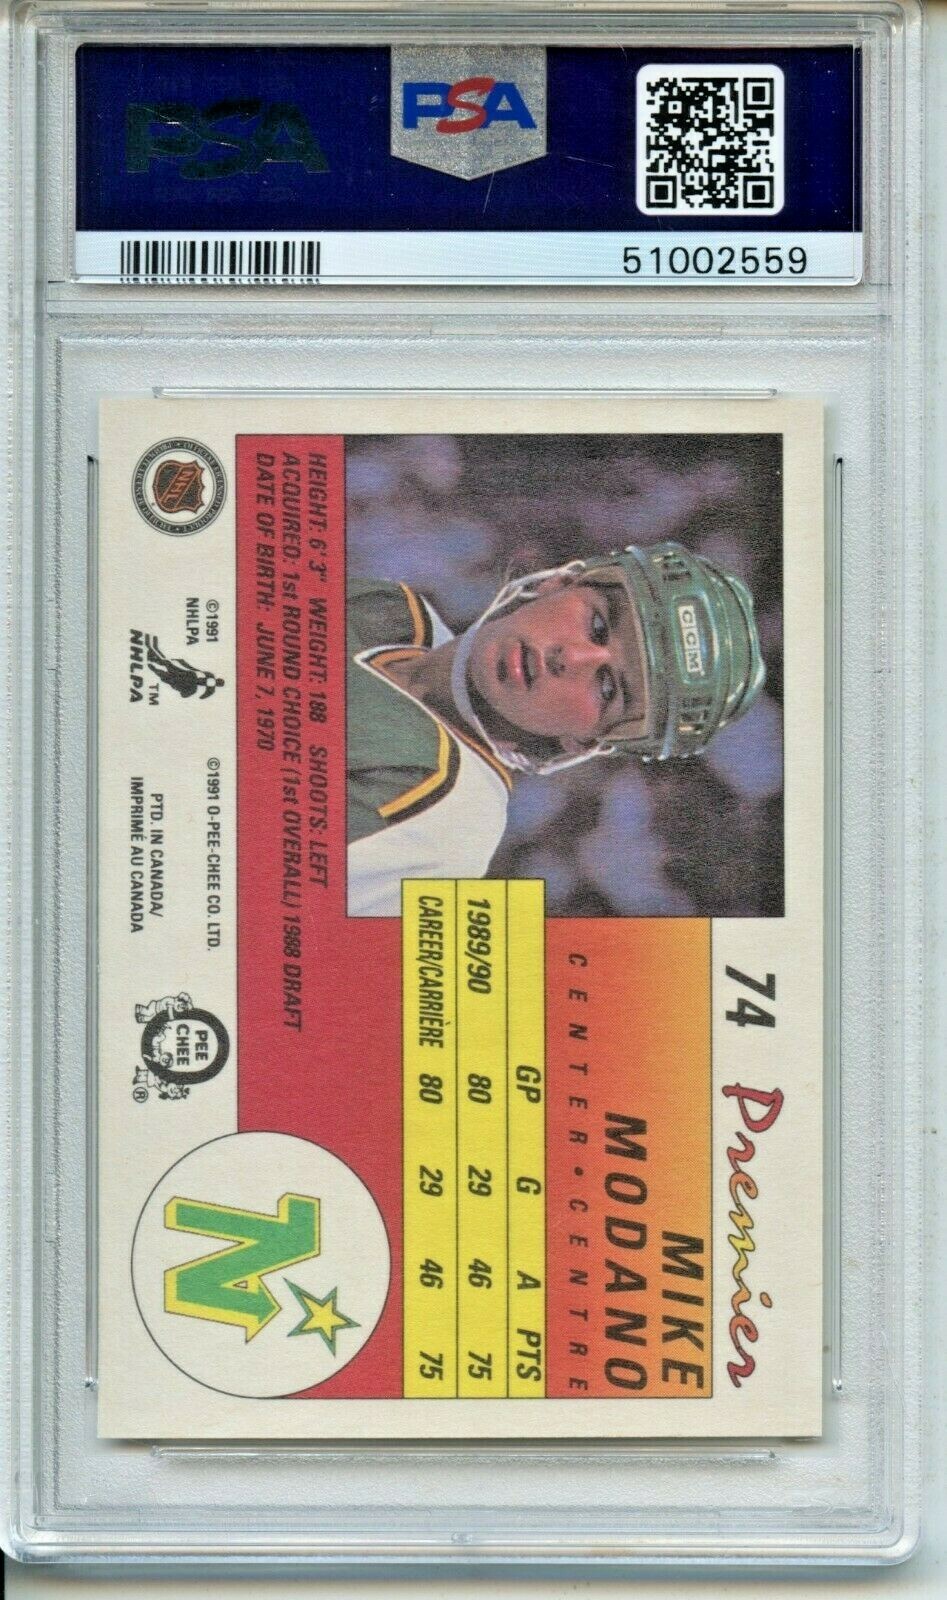 PSA
PSA
51002559
74 Premier
MIKE
MODANO
CENTER • CENTRE
CCM
GP G A PTS
1989/90 80 29 46 75
CAREER/CARRIÈRE 80 29 46 75
HEIGHT: 6'3" WEIGHT: 188 SHOOTS: LEFT
ACQUIRED: 1st ROUND CHOICE (1st OVERALL) 1988 DRAFT
DATE OF BIRTH: JUNE 7, 1970
NHL
©1991
NHLPA
TM
NHLPA
©1991 O-PEE-CHEE CO. LTD.
PTD. IN CANADA/
IMPRIMÉ AU CANADA
O
PEE
CHEE
®